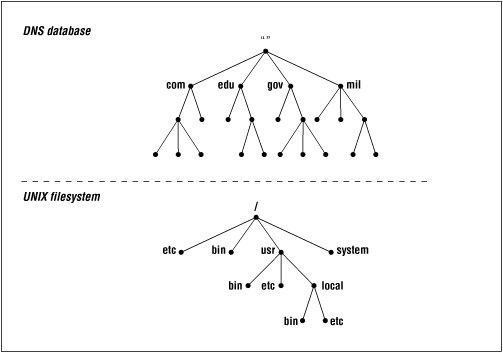 DNS database
" "
com edu gov mil
UNIX filesystem
/
etc bin usr system
bin etc local
bin etc